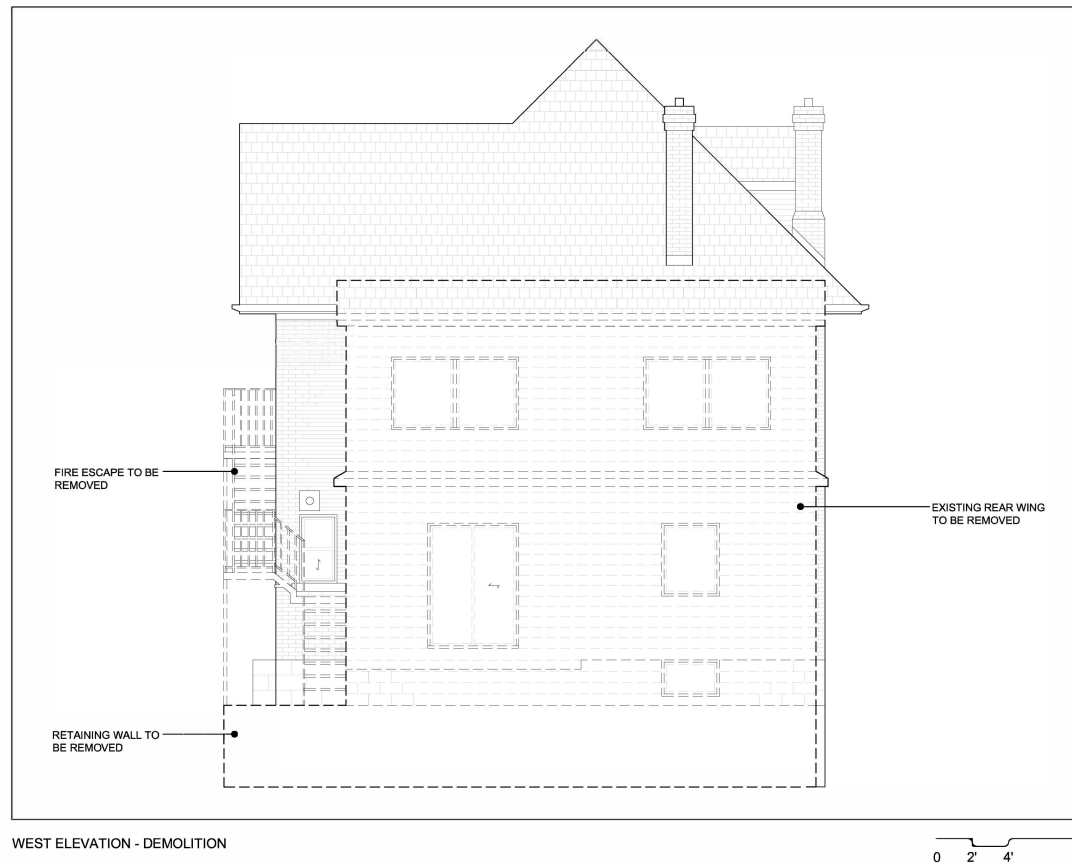 FIRE ESCAPE TO BE
REMOVED
EXISTING REAR WING
TO BE REMOVED
RETAINING WALL TO
BE REMOVED
WEST ELEVATION - DEMOLITION
0 2' 4'